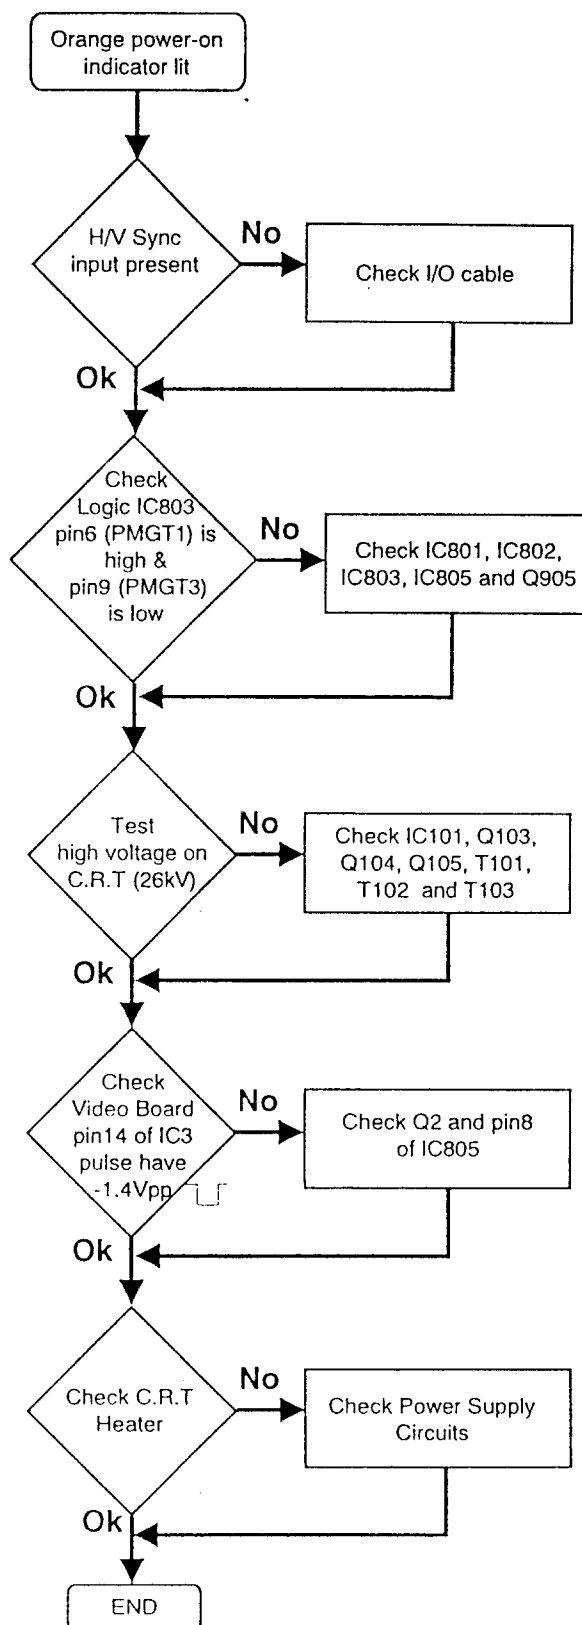 Orange power-on
indicator lit
H/V Sync
input present
No
Check I/O cable
Ok
Check
Logic IC803
pin6 (PMGT1) is
high &
pin9 (PMGT3)
is low
No
Check IC801, IC802,
IC803, IC805 and Q905
Ok
Test
high voltage on
C.R.T (26kV)
No
Check IC101, Q103,
Q104, Q105, T101,
T102 and T103
Ok
Check
Video Board
pin14 of IC3
pulse have
-1.4Vpp
No
Check Q2 and pin8
of IC805
Ok
Check C.R.T
Heater
No
Check Power Supply
Circuits
Ok
END